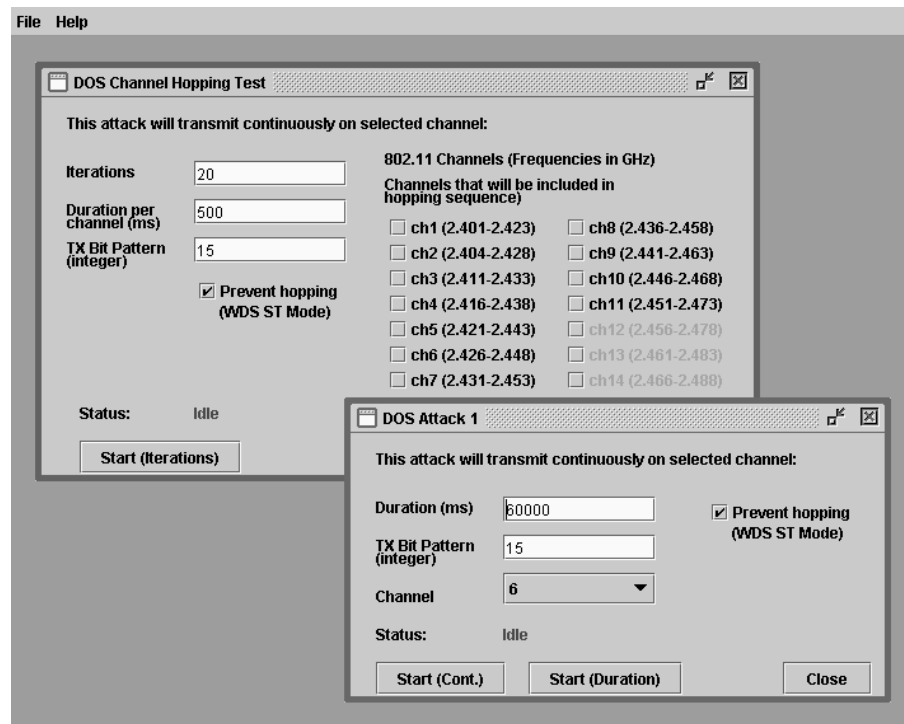 File Help
DOS Channel Hopping Test
This attack will transmit continuously on selected channel:
Iterations
20
Duration per
channel (ms)
500
TX Bit Pattern
(integer)
15
Prevent hopping
(WDS ST Mode)
802.11 Channels (Frequencies in GHz)
Channels that will be included in
hopping sequence)
ch1 (2.401-2.423)
ch2 (2.404-2.428)
ch3 (2.411-2.433)
ch4 (2.416-2.438)
ch5 (2.421-2.443)
ch6 (2.426-2.448)
ch7 (2.431-2.453)
ch8 (2.436-2.458)
ch9 (2.441-2.463)
ch10 (2.446-2.468)
ch11 (2.451-2.473)
ch12 (2.456-2.478)
ch13 (2.461-2.483)
ch14 (2.466-2.488)
Status: Idle
Start (Iterations)
DOS Attack 1
This attack will transmit continuously on selected channel:
Duration (ms)
60000
TX Bit Pattern
(integer)
15
Channel
6
Prevent hopping
(WDS ST Mode)
Status: Idle
Start (Cont.)
Start (Duration)
Close